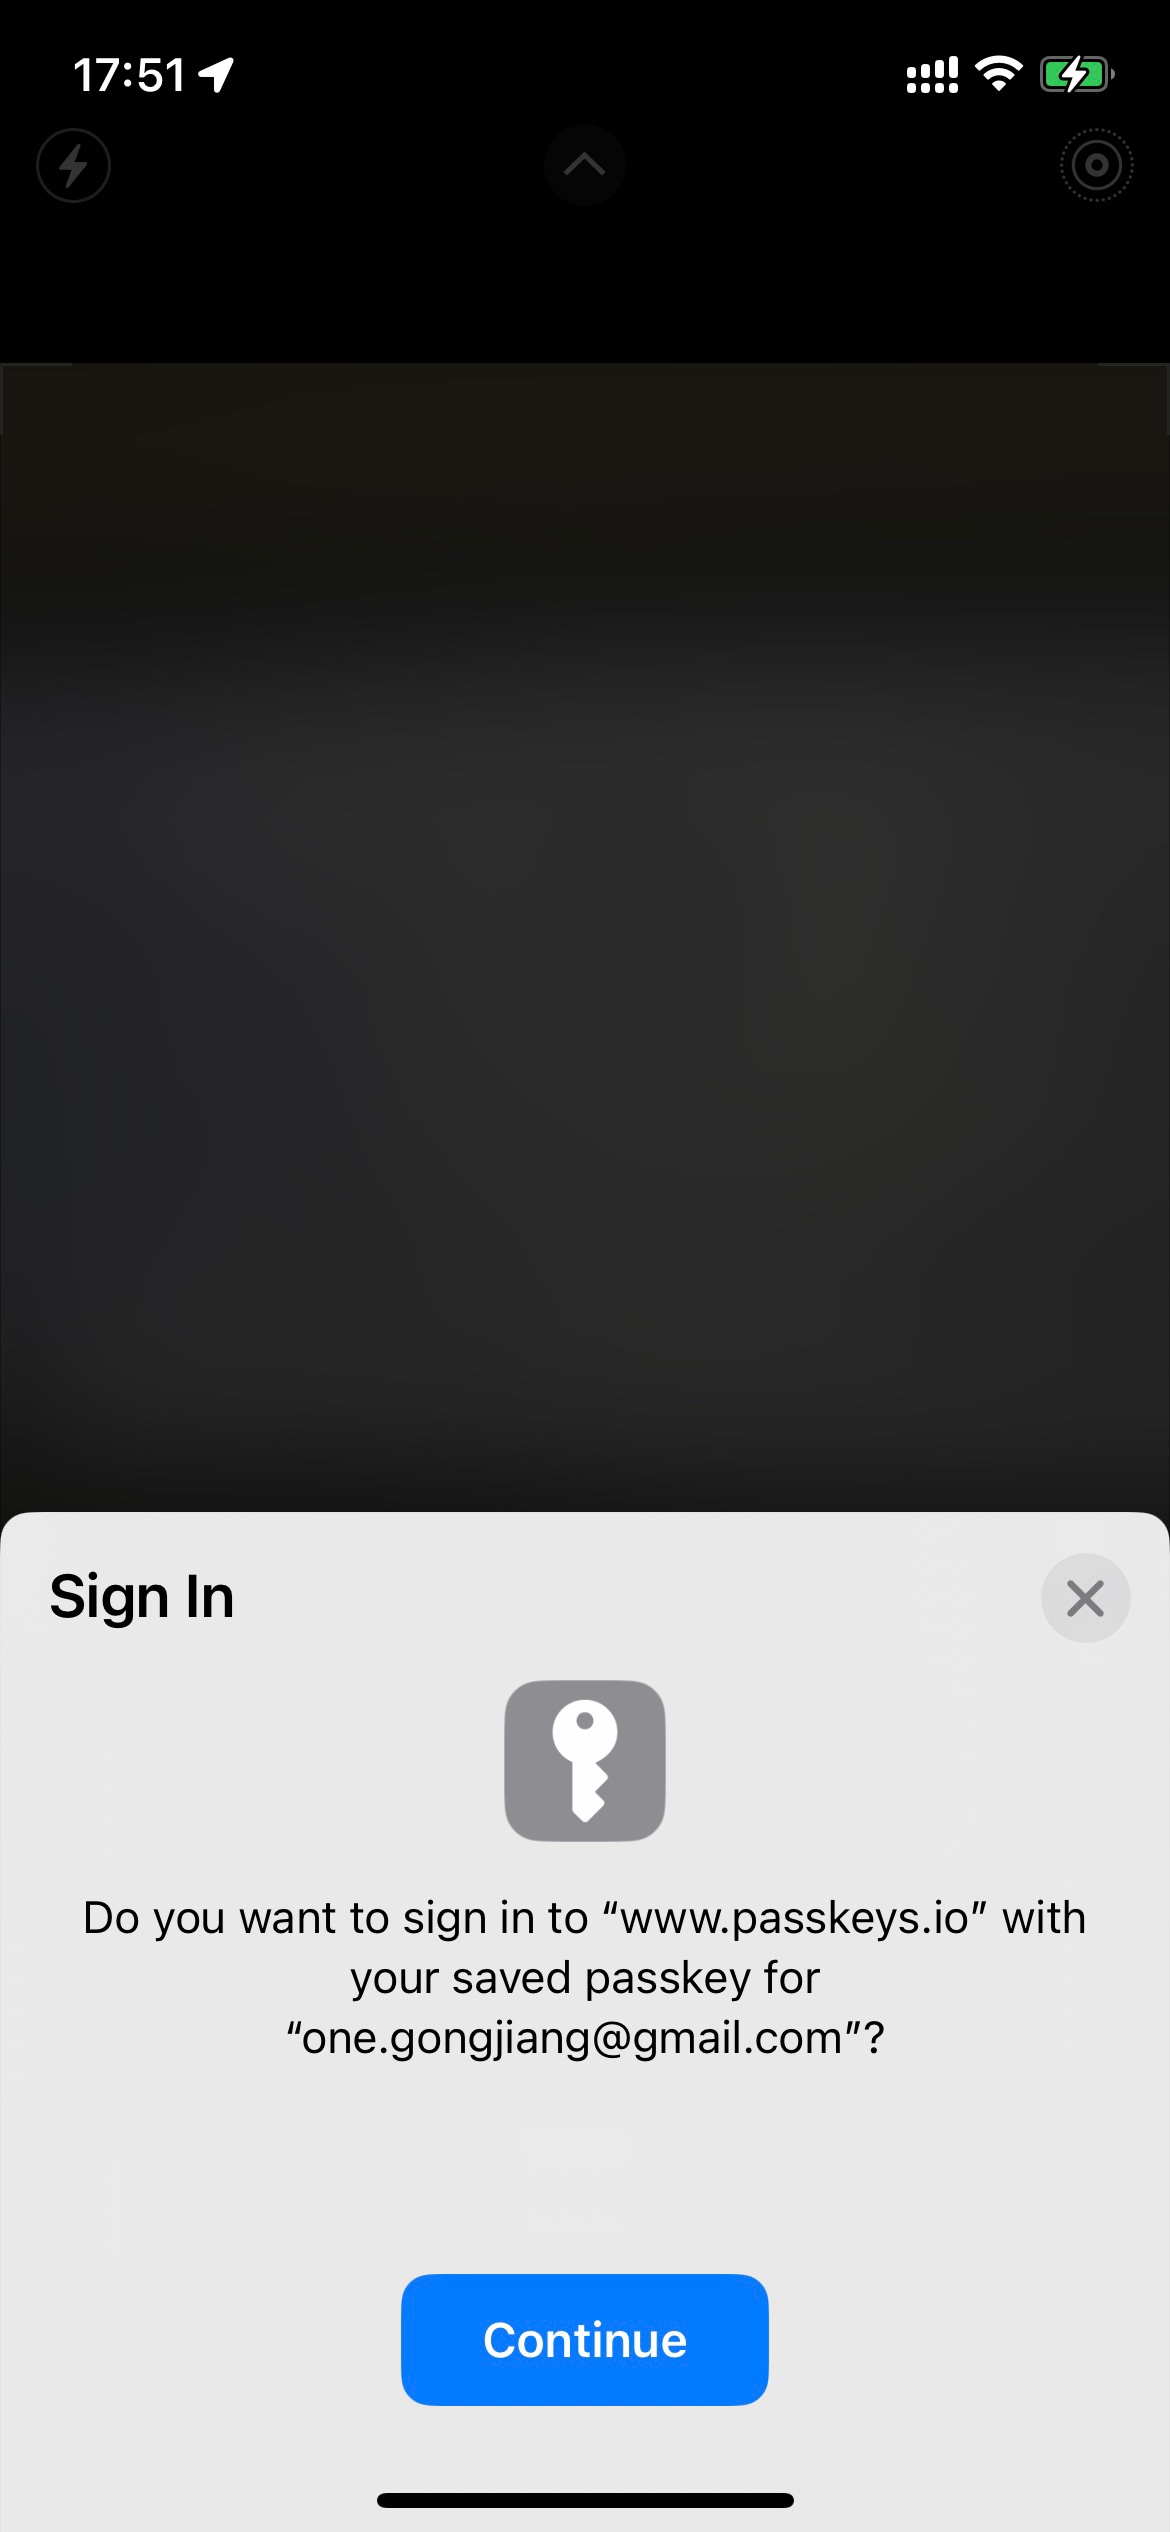 17:51
Sign In
Do you want to sign in to “www.passkeys.io” with
your saved passkey for
“one.gongjiang@gmail.com”?
Continue